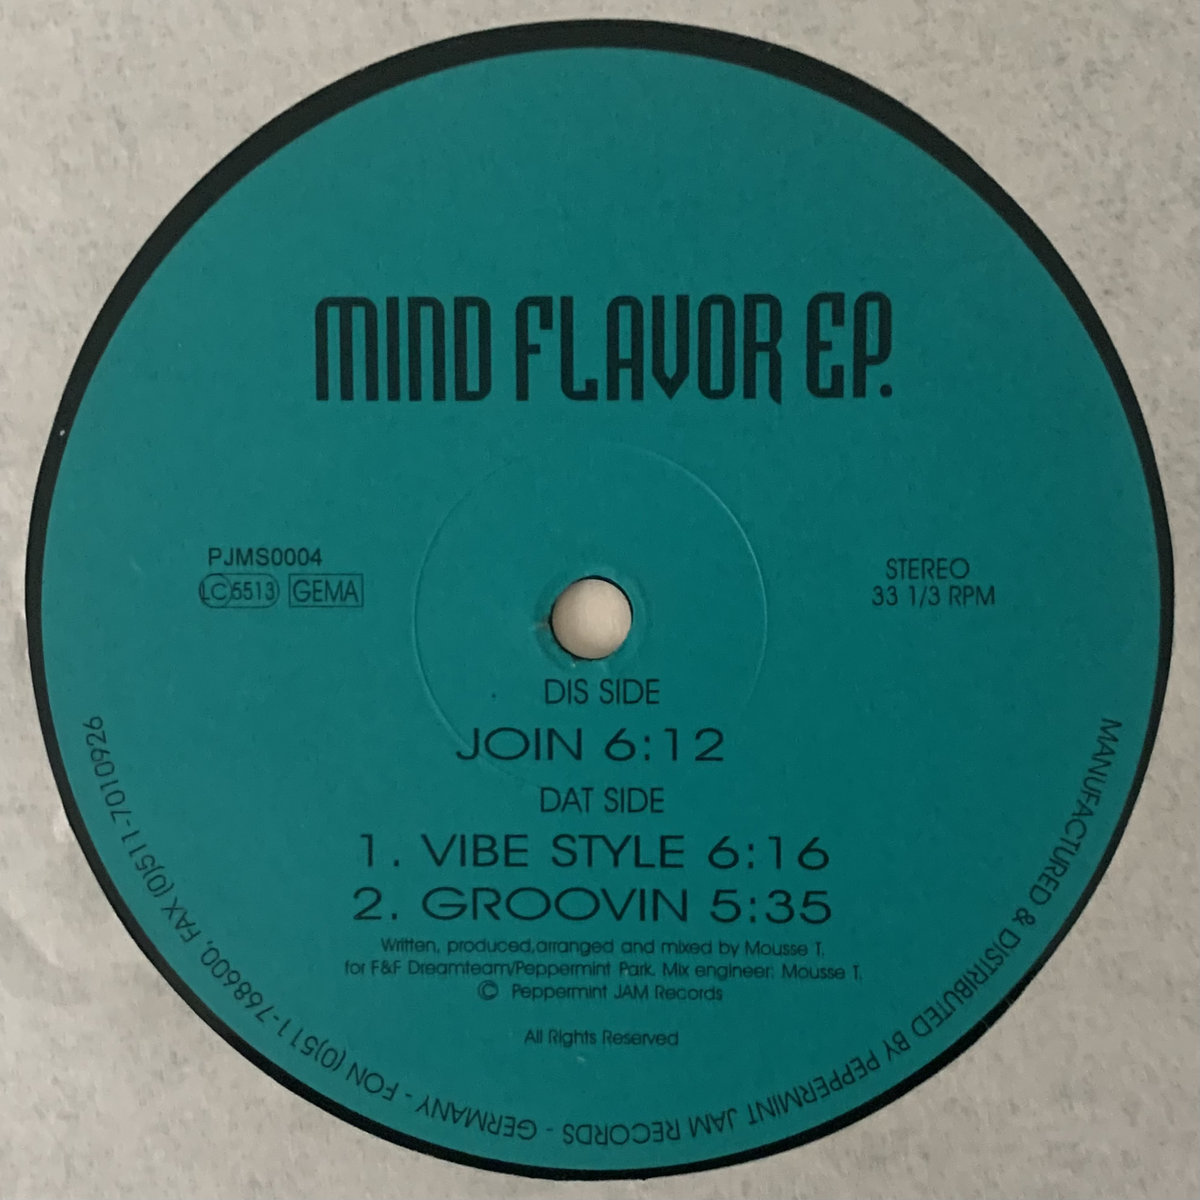 MIND FLAVOR EP.
PJMS0004
LC 5513 GEMA
STEREO
33 1/3 RPM
DIS SIDE
JOIN 6:12
DAT SIDE
1. VIBE STYLE 6:16
2. GROOVIN 5:35
Written, produced,arranged and mixed by Mousse T.
for F&F Dreamteam/Peppermint Park. Mix engineer: Mousse T.
© Peppermint JAM Records
All Rights Reserved
MANUFACTURED & DISTRIBUTED BY PEPPERMINT JAM RECORDS - GERMANY - FON (0)511-768600, FAX (0)511-7010926